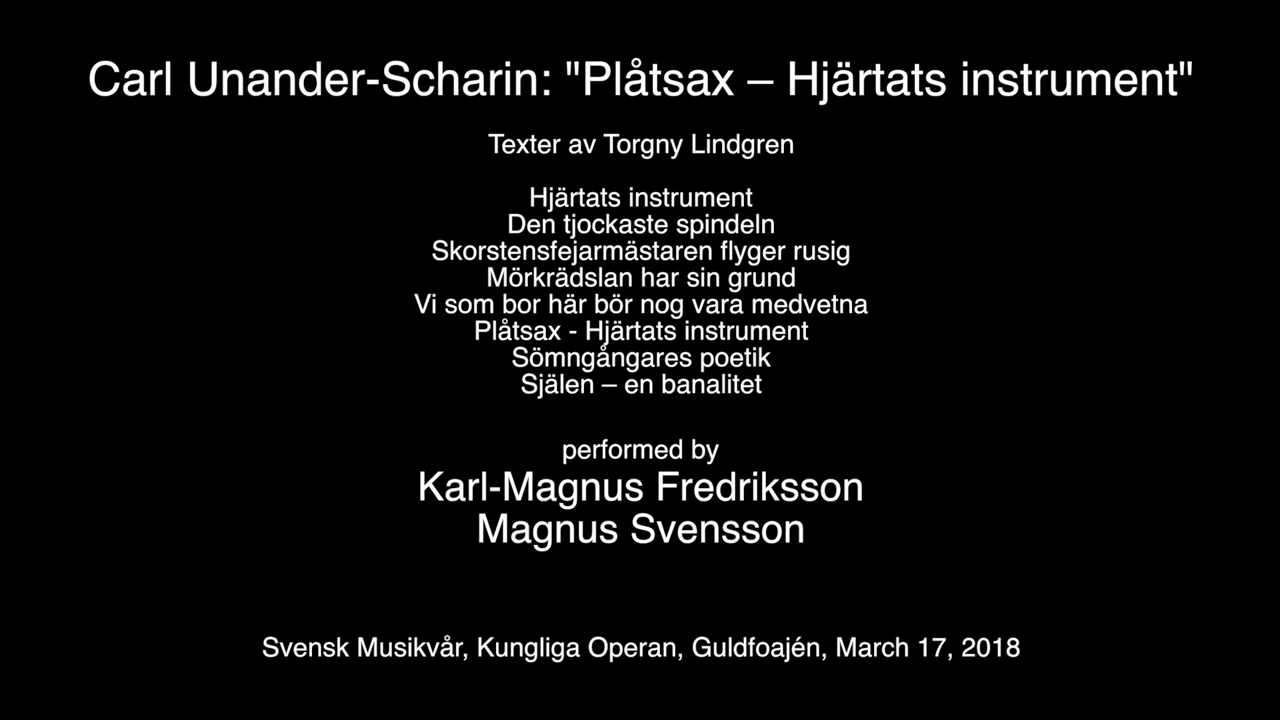 Carl Unander-Scharin: "Plåtsax – Hjärtats instrument"
Texter av Torgny Lindgren
Hjärtats instrument
Den tjockaste spindeln
Skorstensfejarmästaren flyger rusig
Mörkrädslan har sin grund
Vi som bor här bör nog vara medvetna
Plåtsax - Hjärtats instrument
Sömngångares poetik
Själen – en banalitet
performed by
Karl-Magnus Fredriksson
Magnus Svensson
Svensk Musikvår, Kungliga Operan, Guldfoajén, March 17, 2018